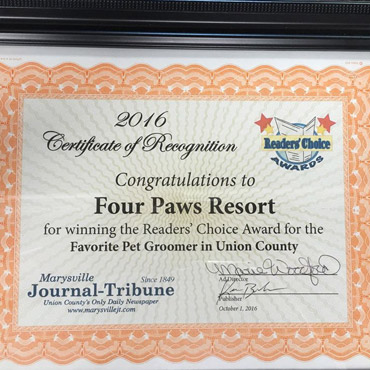 2016
Certificate of Recognition
Readers' Choice
AWARDS
Congratulations to
Four Paws Resort
for winning the Readers' Choice Award for the
Favorite Pet Groomer in Union County
Marysville Since 1849
Journal-Tribune
Union County's Only Daily Newspaper
www.marysvillejt.com
Ad Director
Publisher
October 1, 2016